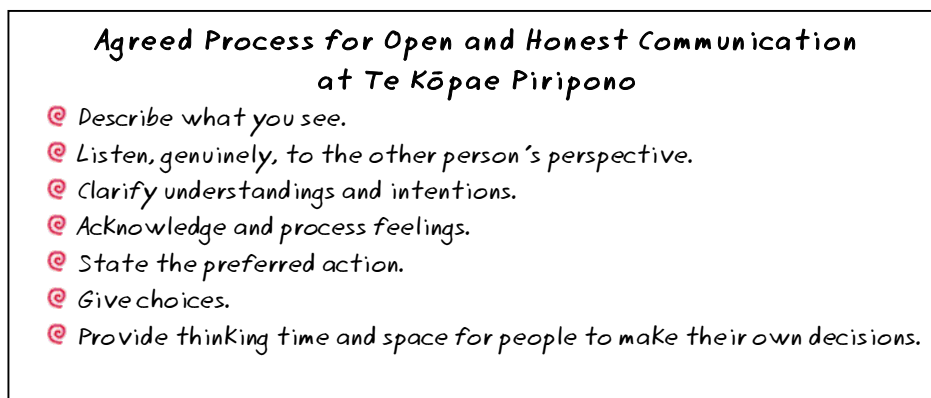 Agreed Process for Open and Honest Communication
at Te Kōpae Piripono
Describe what you see.
Listen, genuinely, to the other person's perspective.
Clarify understandings and intentions.
Acknowledge and process feelings.
State the preferred action.
Give choices.
Provide thinking time and space for people to make their own decisions.